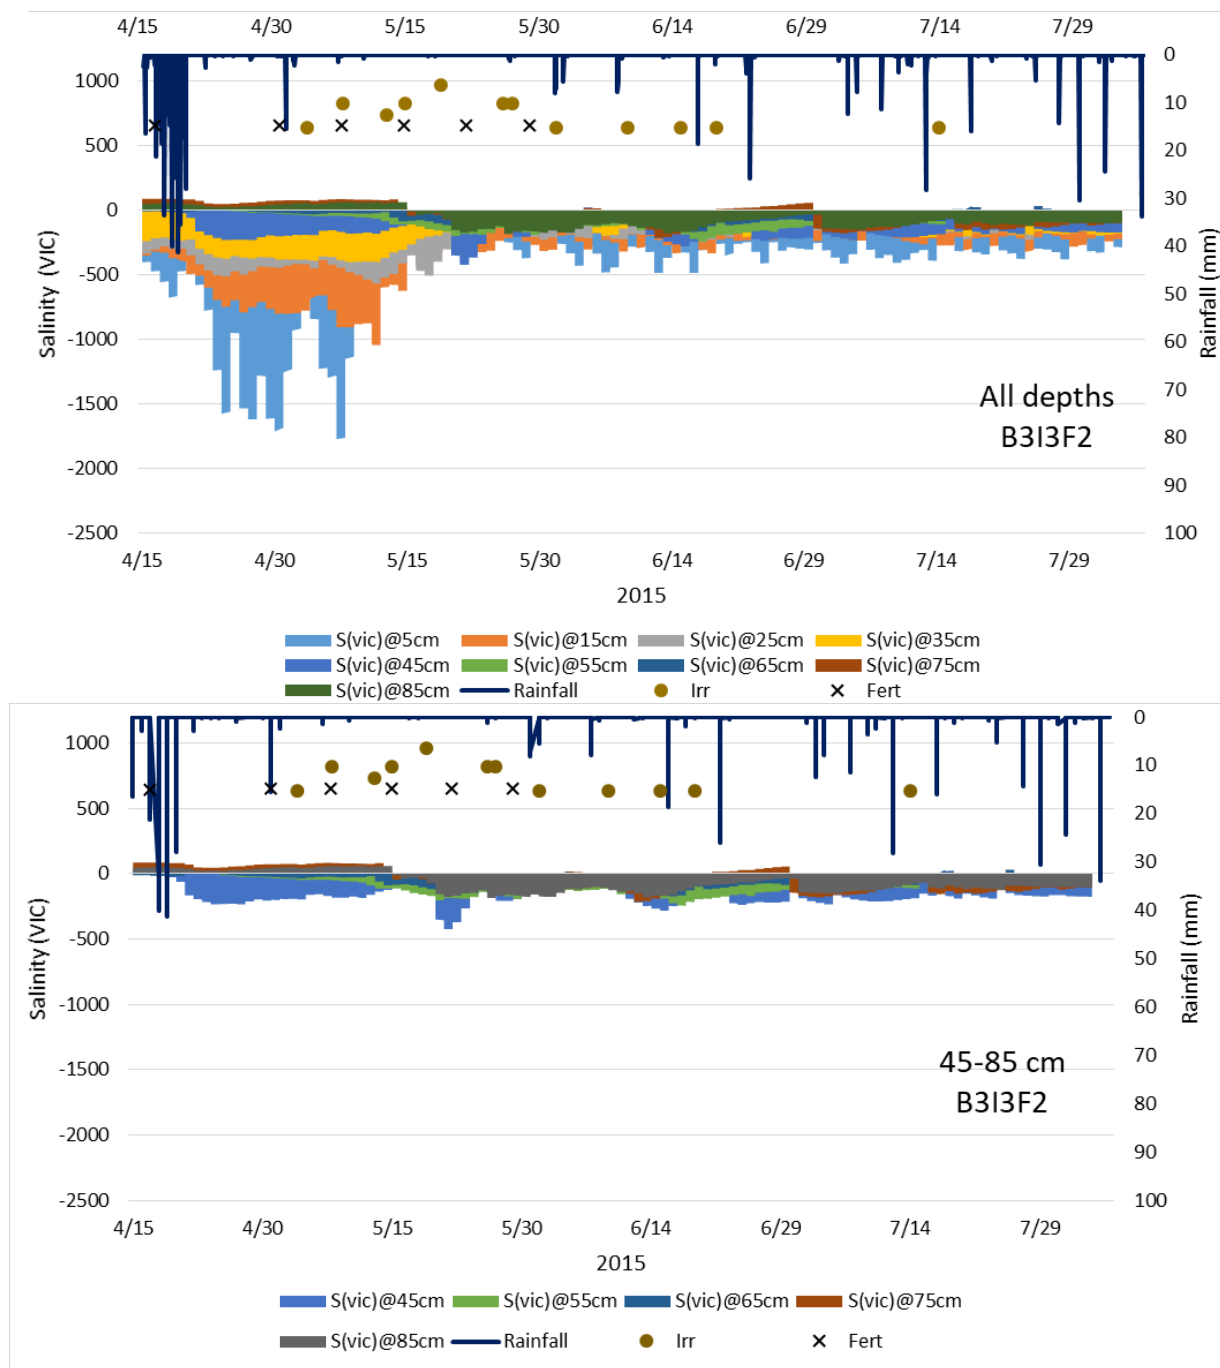 4/15 4/30 5/15 5/30 6/14 6/29 7/14 7/29
1000 0
10
500 20
0 30
40
-500 50
-1000 60
-1500 70
80
-2000 90
-2500 100
Salinity (VIC)
Rainfall (mm)
All depths
B3I3F2
4/15 4/30 5/15 5/30 6/14 6/29 7/14 7/29
2015
S(vic)@5cm S(vic)@15cm S(vic)@25cm S(vic)@35cm
S(vic)@45cm S(vic)@55cm S(vic)@65cm S(vic)@75cm
S(vic)@85cm Rainfall Irr Fert
1000 0
10
500 20
0 30
40
-500 50
-1000 60
-1500 70
80
-2000 90
-2500 100
Salinity (VIC)
Rainfall (mm)
45-85 cm
B3I3F2
4/15 4/30 5/15 5/30 6/14 6/29 7/14 7/29
2015
S(vic)@45cm S(vic)@55cm S(vic)@65cm S(vic)@75cm
S(vic)@85cm Rainfall Irr Fert